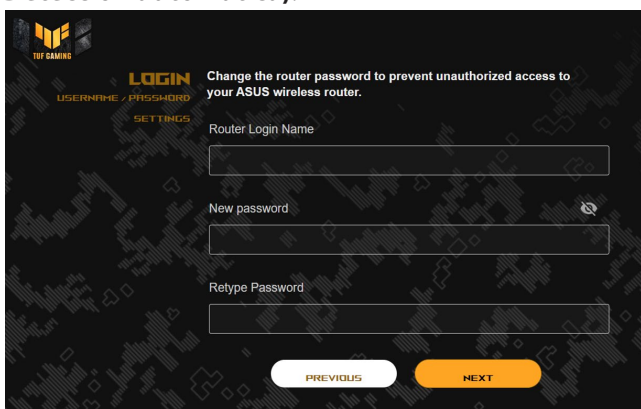 TUF GAMING
LOGIN
USERNAME / PASSWORD
SETTINGS
Change the router password to prevent unauthorized access to
your ASUS wireless router.
Router Login Name
New password
Retype Password
PREVIOUS
NEXT